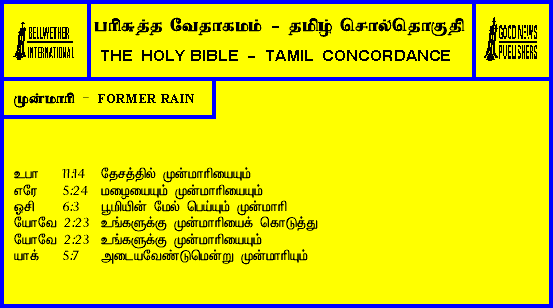 BELLWETHER
INTERNATIONAL
பரிசுத்த வேதாகமம் - தமிழ் சொல்தொகுதி
THE HOLY BIBLE - TAMIL CONCORDANCE
GOOD NEWS
PUBLISHERS
முன்மாரி - FORMER RAIN
உபா 11:14 தேசத்தில் முன்மாரியையும்
எரே 5:24 மழையையும் முன்மாரியையும்
ஓசி 6:3 பூமியின் மேல் பெய்யும் முன்மாரி
யோவே 2:23 உங்களுக்கு முன்மாரியைக் கொடுத்து
யோவே 2:23 உங்களுக்கு முன்மாரியையும்
யாக் 5:7 அடையவேண்டுமென்று முன்மாரியும்